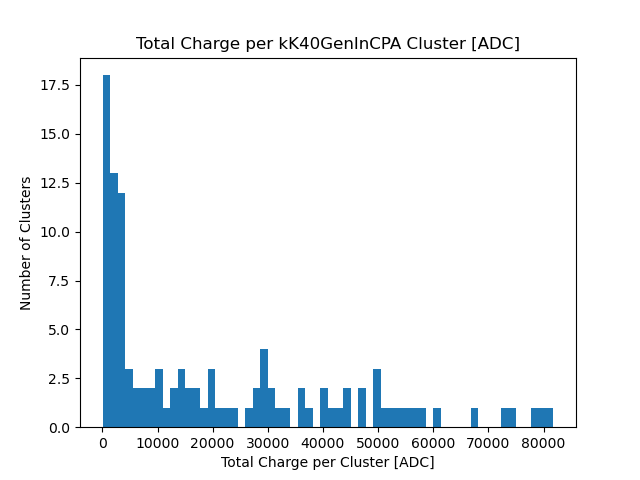 Total Charge per kK40GenInCPA Cluster [ADC]
17.5
15.0
12.5
10.0
7.5
5.0
2.5
0.0
Number of Clusters
0 10000 20000 30000 40000 50000 60000 70000 80000
Total Charge per Cluster [ADC]